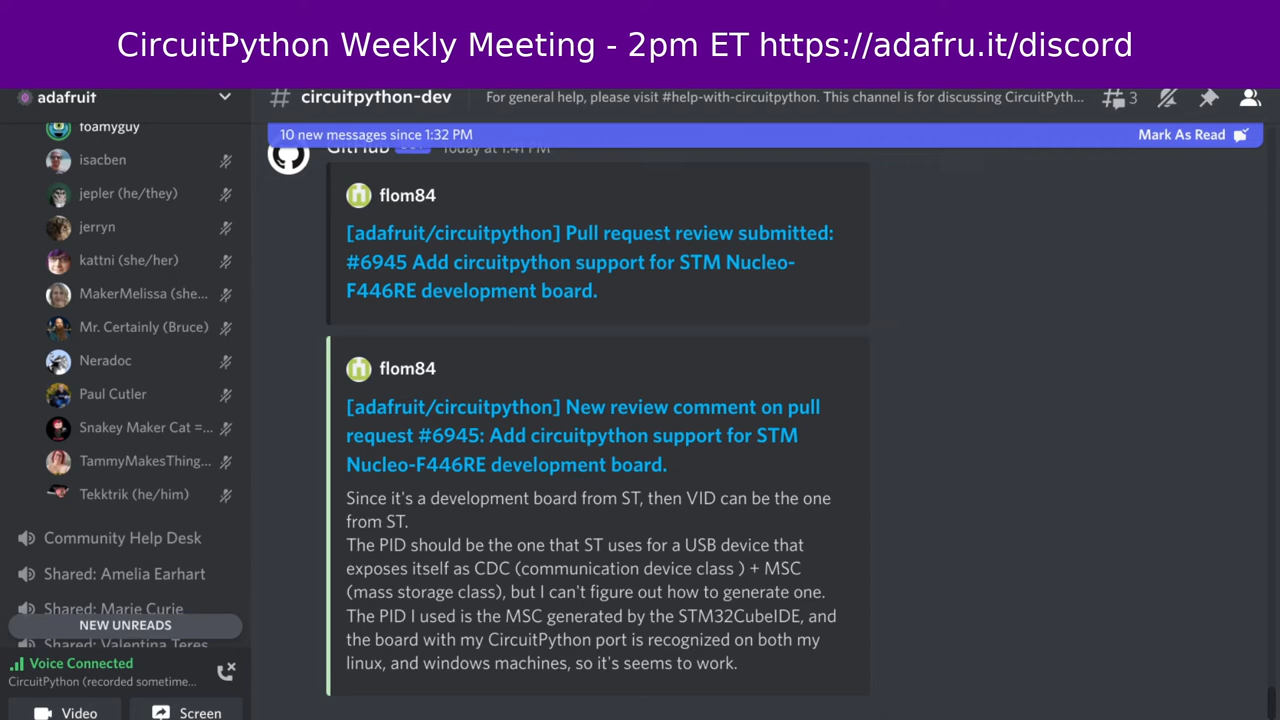 CircuitPython Weekly Meeting - 2pm ET https://adafru.it/discord
adafruit
foamyguy
isacben
jepler (he/they)
jerryn
kattni (she/her)
MakerMelissa (she...
Mr. Certainly (Bruce)
Neradoc
Paul Cutler
Snakey Maker Cat =...
TammyMakesThing...
Tekktrik (he/him)
Community Help Desk
Shared: Amelia Earhart
Shared: Marie Curie
NEW UNREADS
Shared: Valentina Teres
Voice Connected
CircuitPython (recorded sometime...
Video
Screen
# circuitpython-dev
For general help, please visit #help-with-circuitpython. This channel is for discussing CircuitPyth...
3
10 new messages since 1:32 PM
Mark As Read
GitHub
Today at 1:41 PM
flom84
[adafruit/circuitpython] Pull request review submitted:
#6945 Add circuitpython support for STM Nucleo-
F446RE development board.
flom84
[adafruit/circuitpython] New review comment on pull
request #6945: Add circuitpython support for STM
Nucleo-F446RE development board.
Since it's a development board from ST, then VID can be the one
from ST.
The PID should be the one that ST uses for a USB device that
exposes itself as CDC (communication device class ) + MSC
(mass storage class), but I can't figure out how to generate one.
The PID I used is the MSC generated by the STM32CubeIDE, and
the board with my CircuitPython port is recognized on both my
linux, and windows machines, so it's seems to work.